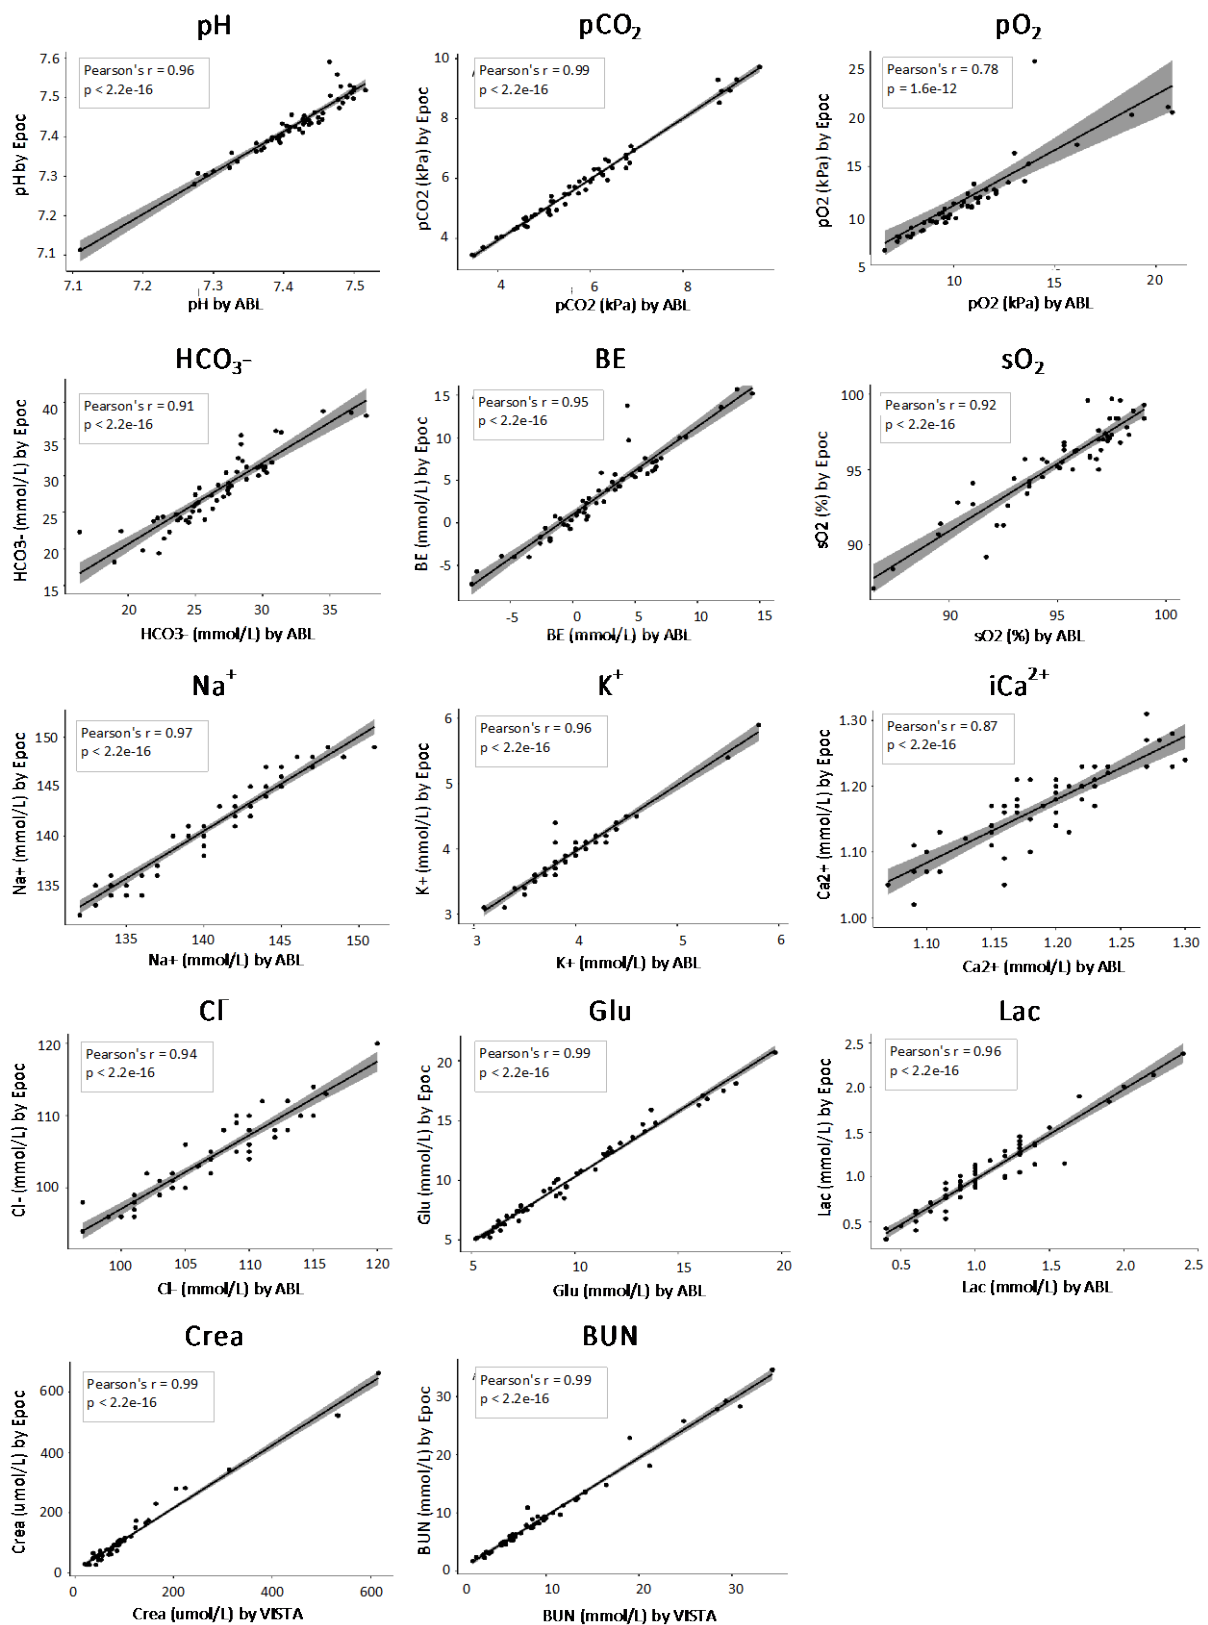 pH
Pearson's r = 0.96
p < 2.2e-16
pH by Epoc
7.6
7.5
7.4
7.3
7.2
7.1
7.1
7.2
7.3
7.4
7.5
pH by ABL
pCO₂
Pearson's r = 0.99
p < 2.2e-16
pCO2 (kPa) by Epoc
10
8
6
4
4
6
8
pCO2 (kPa) by ABL
pO₂
Pearson's r = 0.78
p = 1.6e-12
pO2 (kPa) by Epoc
25
20
15
10
5
10
15
20
pO2 (kPa) by ABL
HCO₃⁻
Pearson's r = 0.91
p < 2.2e-16
HCO3- (mmol/L) by Epoc
40
35
30
25
20
15
20
25
30
35
HCO3- (mmol/L) by ABL
BE
Pearson's r = 0.95
p < 2.2e-16
BE (mmol/L) by Epoc
15
10
5
0
-5
-5
0
5
10
15
BE (mmol/L) by ABL
sO₂
Pearson's r = 0.92
p < 2.2e-16
sO2 (%) by Epoc
100
95
90
90
95
100
sO2 (%) by ABL
Na⁺
Pearson's r = 0.97
p < 2.2e-16
Na+ (mmol/L) by Epoc
150
145
140
135
135
140
145
150
Na+ (mmol/L) by ABL
K⁺
Pearson's r = 0.96
p < 2.2e-16
K+ (mmol/L) by Epoc
6
5
4
3
3
4
5
6
K+ (mmol/L) by ABL
iCa²⁺
Pearson's r = 0.87
p < 2.2e-16
Ca2+ (mmol/L) by Epoc
1.30
1.20
1.10
1.00
1.10
1.15
1.20
1.25
1.30
Ca2+ (mmol/L) by ABL
Cl⁻
Pearson's r = 0.94
p < 2.2e-16
Cl- (mmol/L) by Epoc
120
110
100
100
105
110
115
120
Cl- (mmol/L) by ABL
Glu
Pearson's r = 0.99
p < 2.2e-16
Glu (mmol/L) by Epoc
20
15
10
5
5
10
15
20
Glu (mmol/L) by ABL
Lac
Pearson's r = 0.96
p < 2.2e-16
Lac (mmol/L) by Epoc
2.5
2.0
1.5
1.0
0.5
0.5
1.0
1.5
2.0
2.5
Lac (mmol/L) by ABL
Crea
Pearson's r = 0.99
p < 2.2e-16
Crea (umol/L) by Epoc
600
400
200
0
0
200
400
600
Crea (umol/L) by VISTA
BUN
Pearson's r = 0.99
p < 2.2e-16
BUN (mmol/L) by Epoc
30
20
10
0
0
10
20
30
BUN (mmol/L) by VISTA